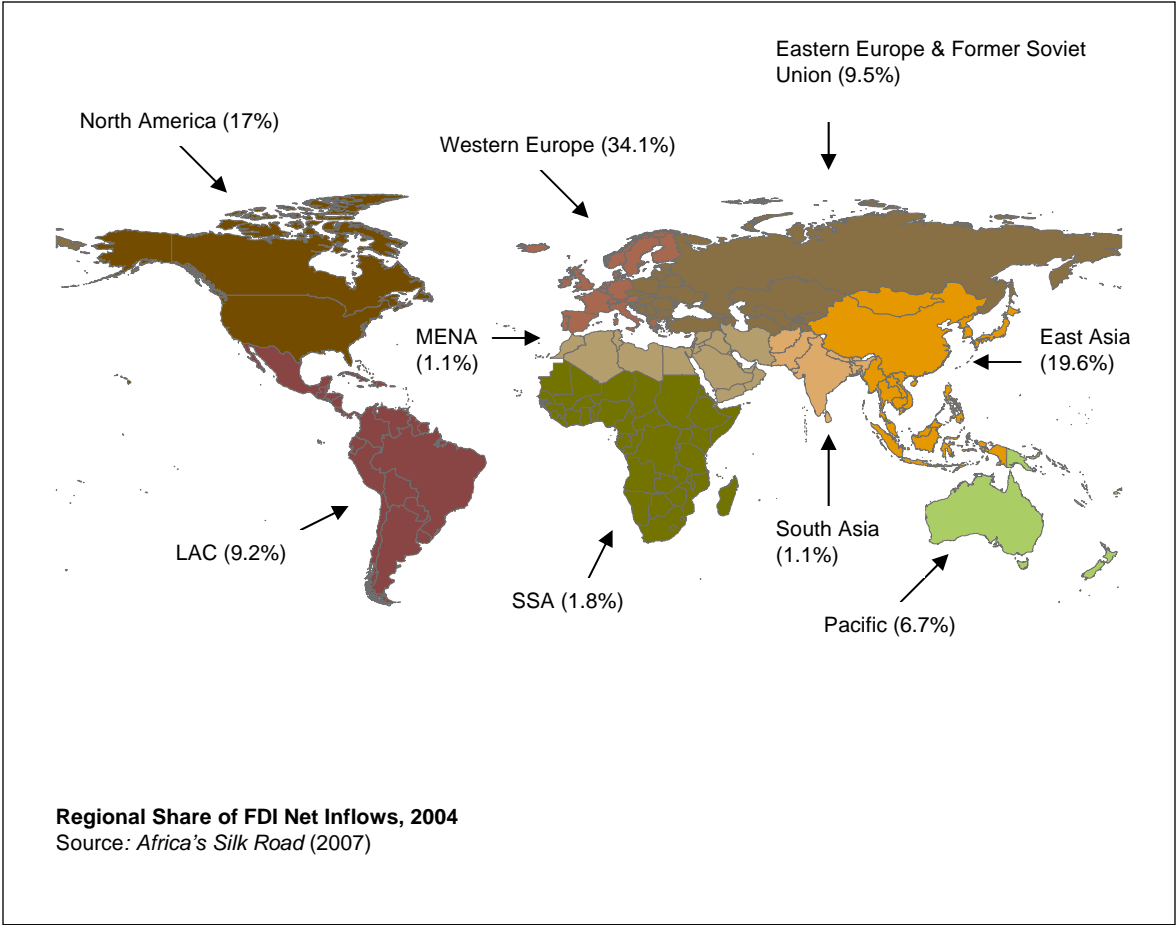 Eastern Europe & Former Soviet
Union (9.5%)
North America (17%)
Western Europe (34.1%)
MENA
(1.1%)
East Asia
(19.6%)
South Asia
(1.1%)
LAC (9.2%)
SSA (1.8%)
Pacific (6.7%)
Regional Share of FDI Net Inflows, 2004
Source: Africa's Silk Road (2007)